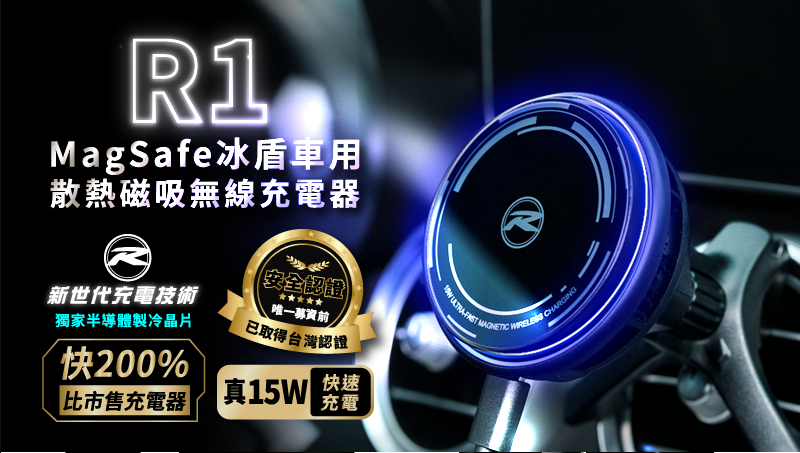 R1
MagSafe冰盾車用
散熱磁吸無線充電器
R
新世代充電技術
獨家半導體製冷晶片
快200%
比市售充電器
安全認證
唯一募資前
已取得台灣認證
真15W
快速
充電
R
15W ULTRA-FAST MAGNETIC WIRELESS CHARGING